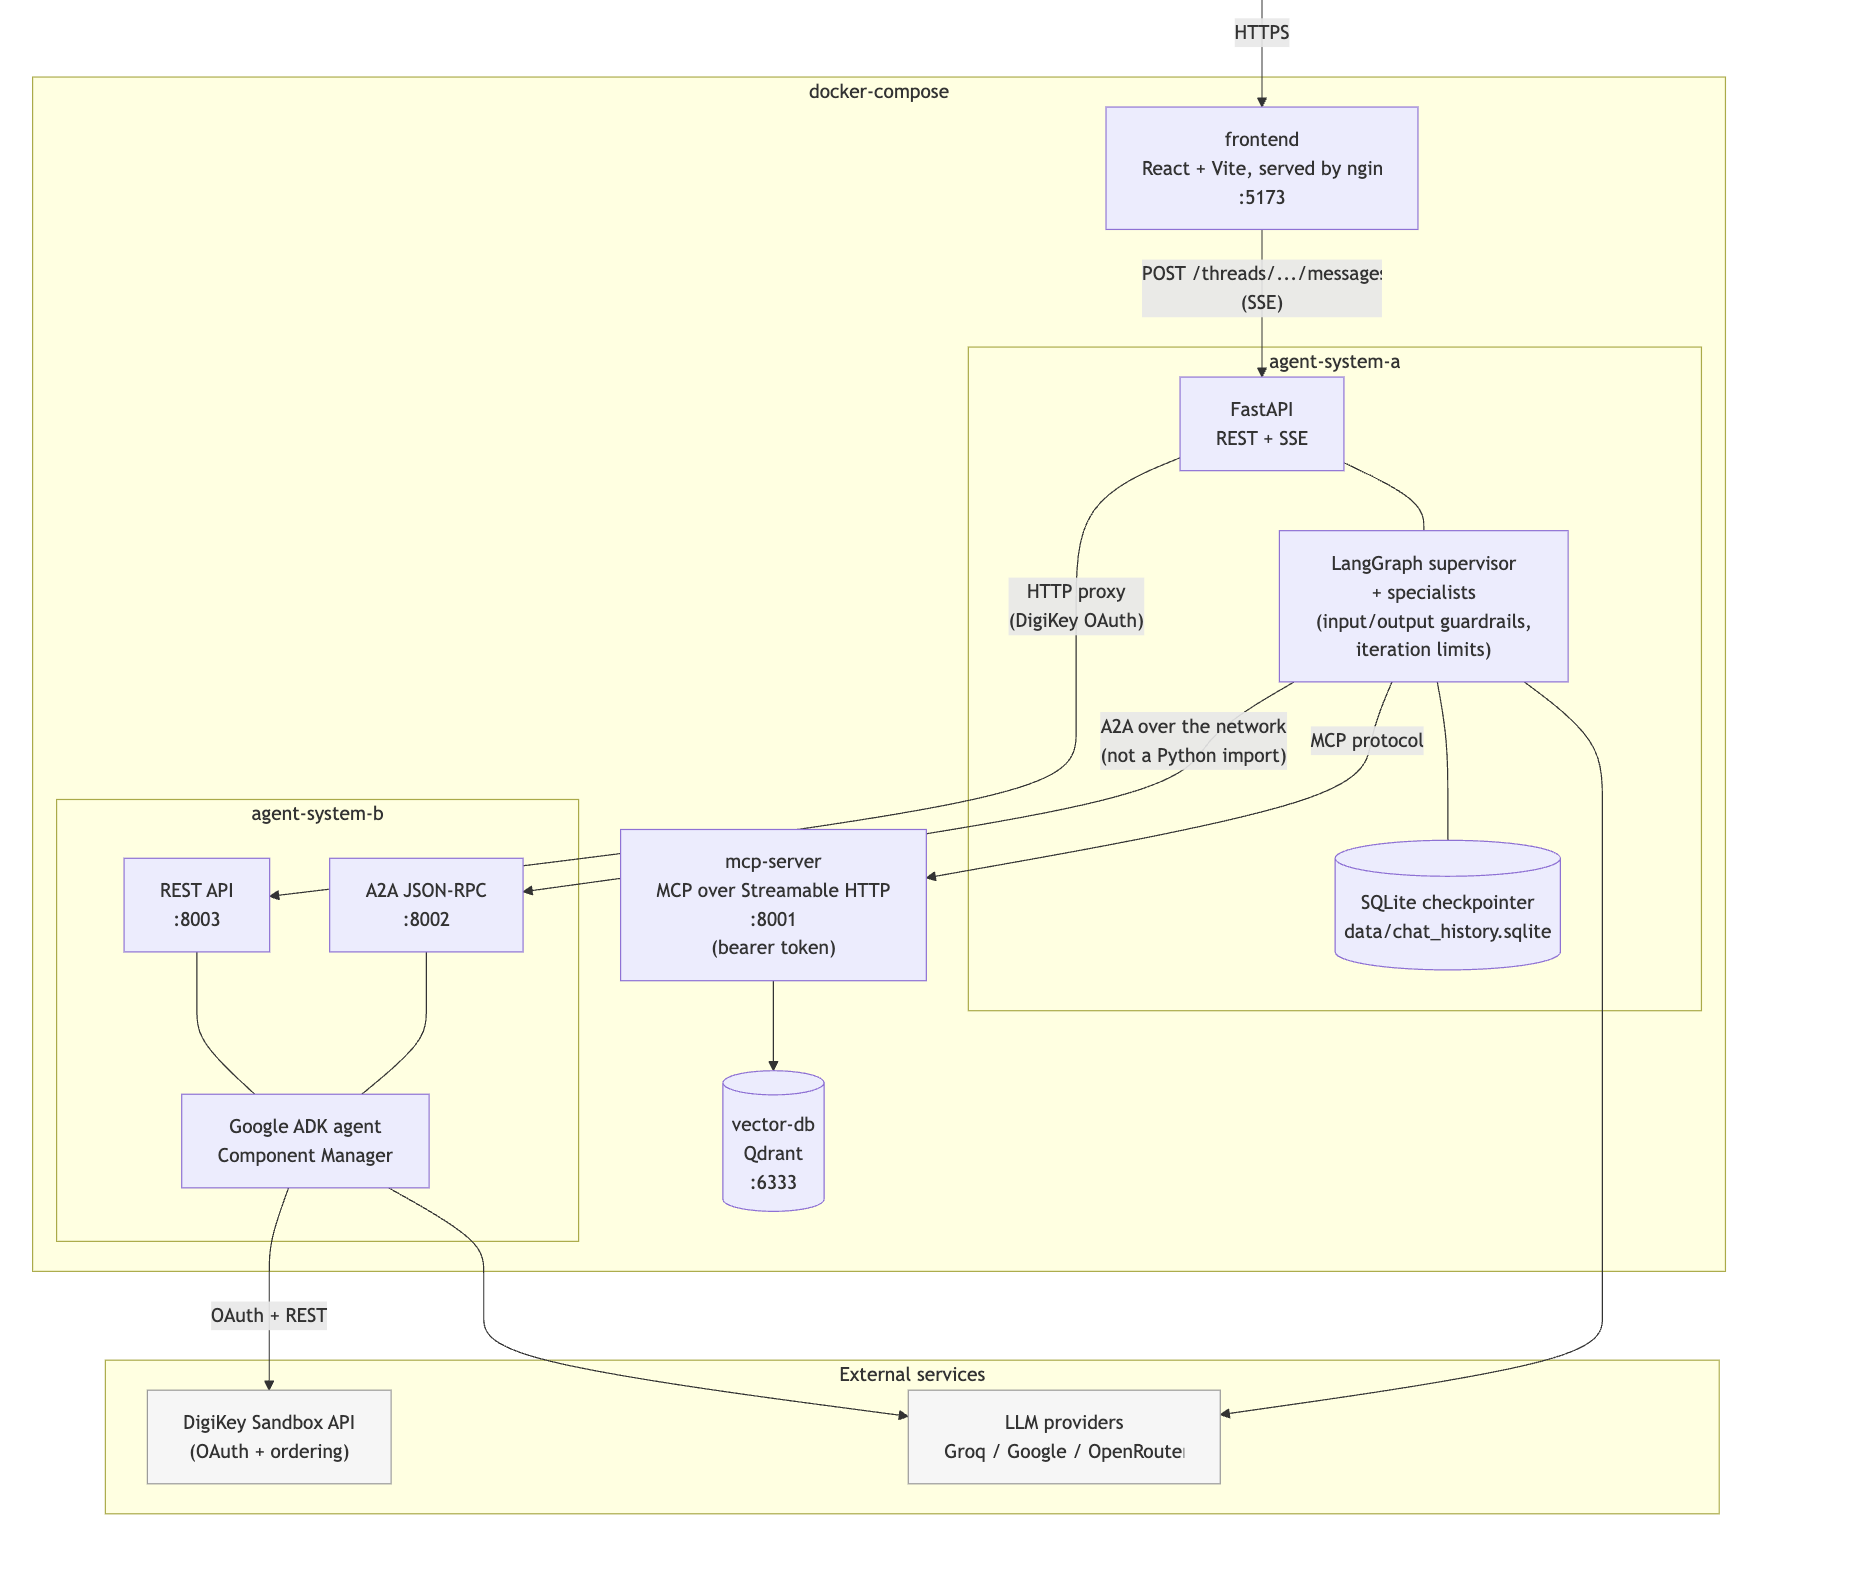 HTTPS
docker-compose
frontend
React + Vite, served by ngin
:5173
POST /threads/.../messages
(SSE)
agent-system-a
FastAPI
REST + SSE
LangGraph supervisor
+ specialists
(input/output guardrails,
iteration limits)
HTTP proxy
(DigiKey OAuth)
A2A over the network
(not a Python import)
MCP protocol
agent-system-b
REST API
:8003
A2A JSON-RPC
:8002
mcp-server
MCP over Streamable HTTP
:8001
(bearer token)
SQLite checkpointer
data/chat_history.sqlite
Google ADK agent
Component Manager
vector-db
Qdrant
:6333
OAuth + REST
External services
DigiKey Sandbox API
(OAuth + ordering)
LLM providers
Groq / Google / OpenRouter